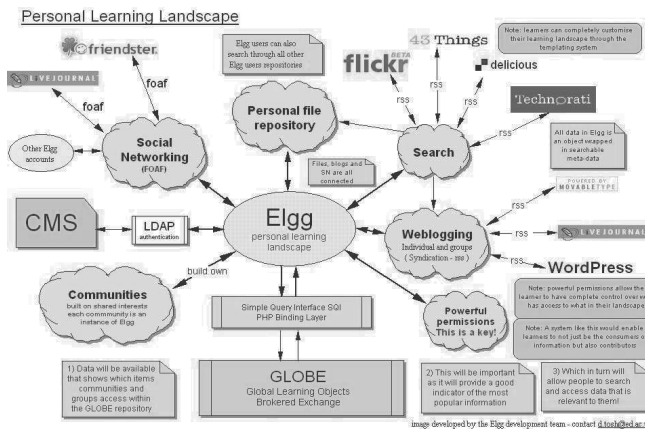 Personal Learning Landscape
friendster.
LIVEJOURNAL
foaf
foaf
Other Elgg
accounts
Social
Networking
(FOAF)
Elgg users can also
search through all other
Elgg users repositories
Personal file
repository
Files, blogs and
SN are all
connected
43 Things
flickr
BETA
delicious
Technorati
rss
rss
rss
rss
Search
Note: learners can completely customise
their learning landscape through the
templating system
All data in Elgg is
an object wapped
in searchable
meta-data
CMS
LDAP
authentication
Elgg
personal learning
landscape
Weblogging
Individual and groups
( Syndication - rss )
rss
rss
rss
POWERED BY
MOVABLETYPE
LIVEJOURNAL
WordPress
build own
Communities
built on shared interests
each commmunity is an
instance of Elgg
Simple Query Interface SQI
PHP Binding Layer
GLOBE
Global Learning Objects
Brokered Exchange
Powerful
permissions
This is a key!
Note: powerful permissions allow the
learner to have complete control over w
has access to what in their landscape
Note: A system like this would enable
learners to not just be the consumers o
information but also contributors
1) Data will be available
that shows which items
communities and
groups access within
the GLOBE repository
2) This will be important
as it will provide a good
indicator of the most
popular information
3) Which in turn will
allow people to search
and access data that is
relevant to them!
image developed by the Elgg development team - contact d.tosh@ed.ac.